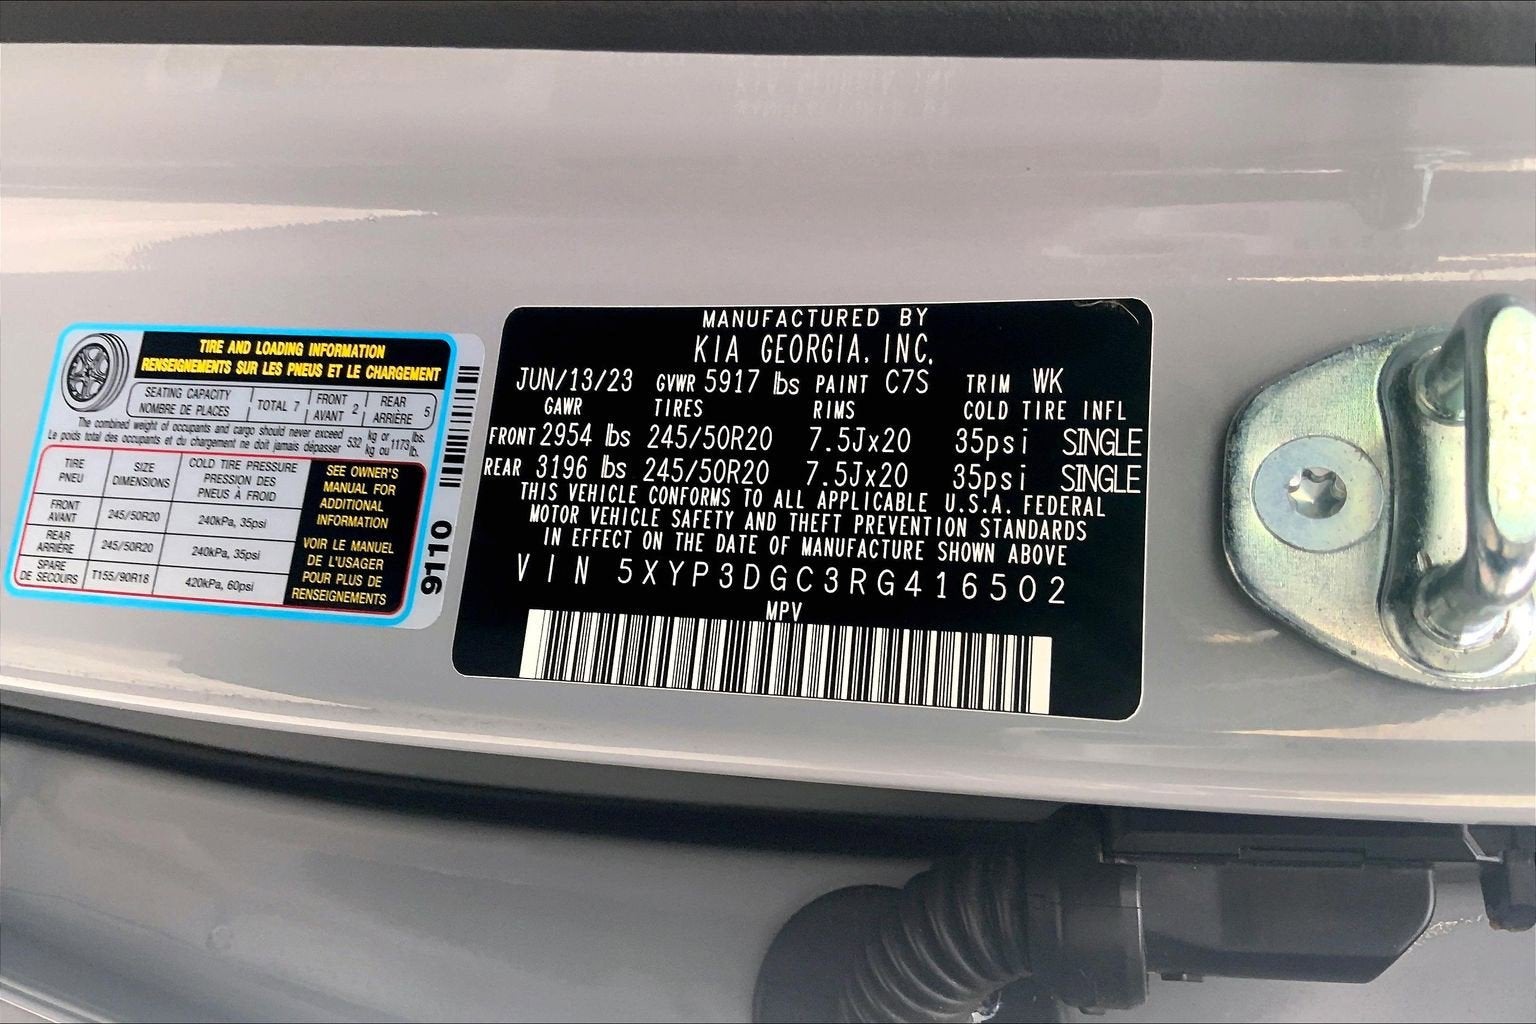 TIRE AND LOADING INFORMATION
RENSEIGNEMENTS SUR LES PNEUS ET LE CHARGEMENT
SEATING CAPACITY
NOMBRE DE PLACES
TOTAL 7
FRONT
AVANT 2
REAR
ARRIÈRE 5
The combined weight of occupants and cargo should never exceed 532 kg or 1173 lbs.
Le poids total des occupants et du chargement ne doit jamais dépasser 532 kg ou 1173 lb.
TIRE
PNEU
SIZE
DIMENSIONS
COLD TIRE PRESSURE
PRESSION DES
PNEUS À FROID
FRONT
AVANT
245/50R20
240kPa, 35psi
REAR
ARRIÈRE
245/50R20
240kPa, 35psi
SPARE
DE SECOURS
T155/90R18
420kPa, 60psi
SEE OWNER'S
MANUAL FOR
ADDITIONAL
INFORMATION
VOIR LE MANUEL
DE L'USAGER
POUR PLUS DE
RENSEIGNEMENTS
9110
MANUFACTURED BY
KIA GEORGIA, INC.
JUN/13/23 GVWR 5917 lbs PAINT C7S TRIM WK
GAWR TIRES RIMS COLD TIRE INFL
FRONT 2954 lbs 245/50R20 7.5Jx20 35psi SINGLE
REAR 3196 lbs 245/50R20 7.5Jx20 35psi SINGLE
THIS VEHICLE CONFORMS TO ALL APPLICABLE U.S.A. FEDERAL
MOTOR VEHICLE SAFETY AND THEFT PREVENTION STANDARDS
IN EFFECT ON THE DATE OF MANUFACTURE SHOWN ABOVE
VIN 5XYP3DGC3RG416502
MPV